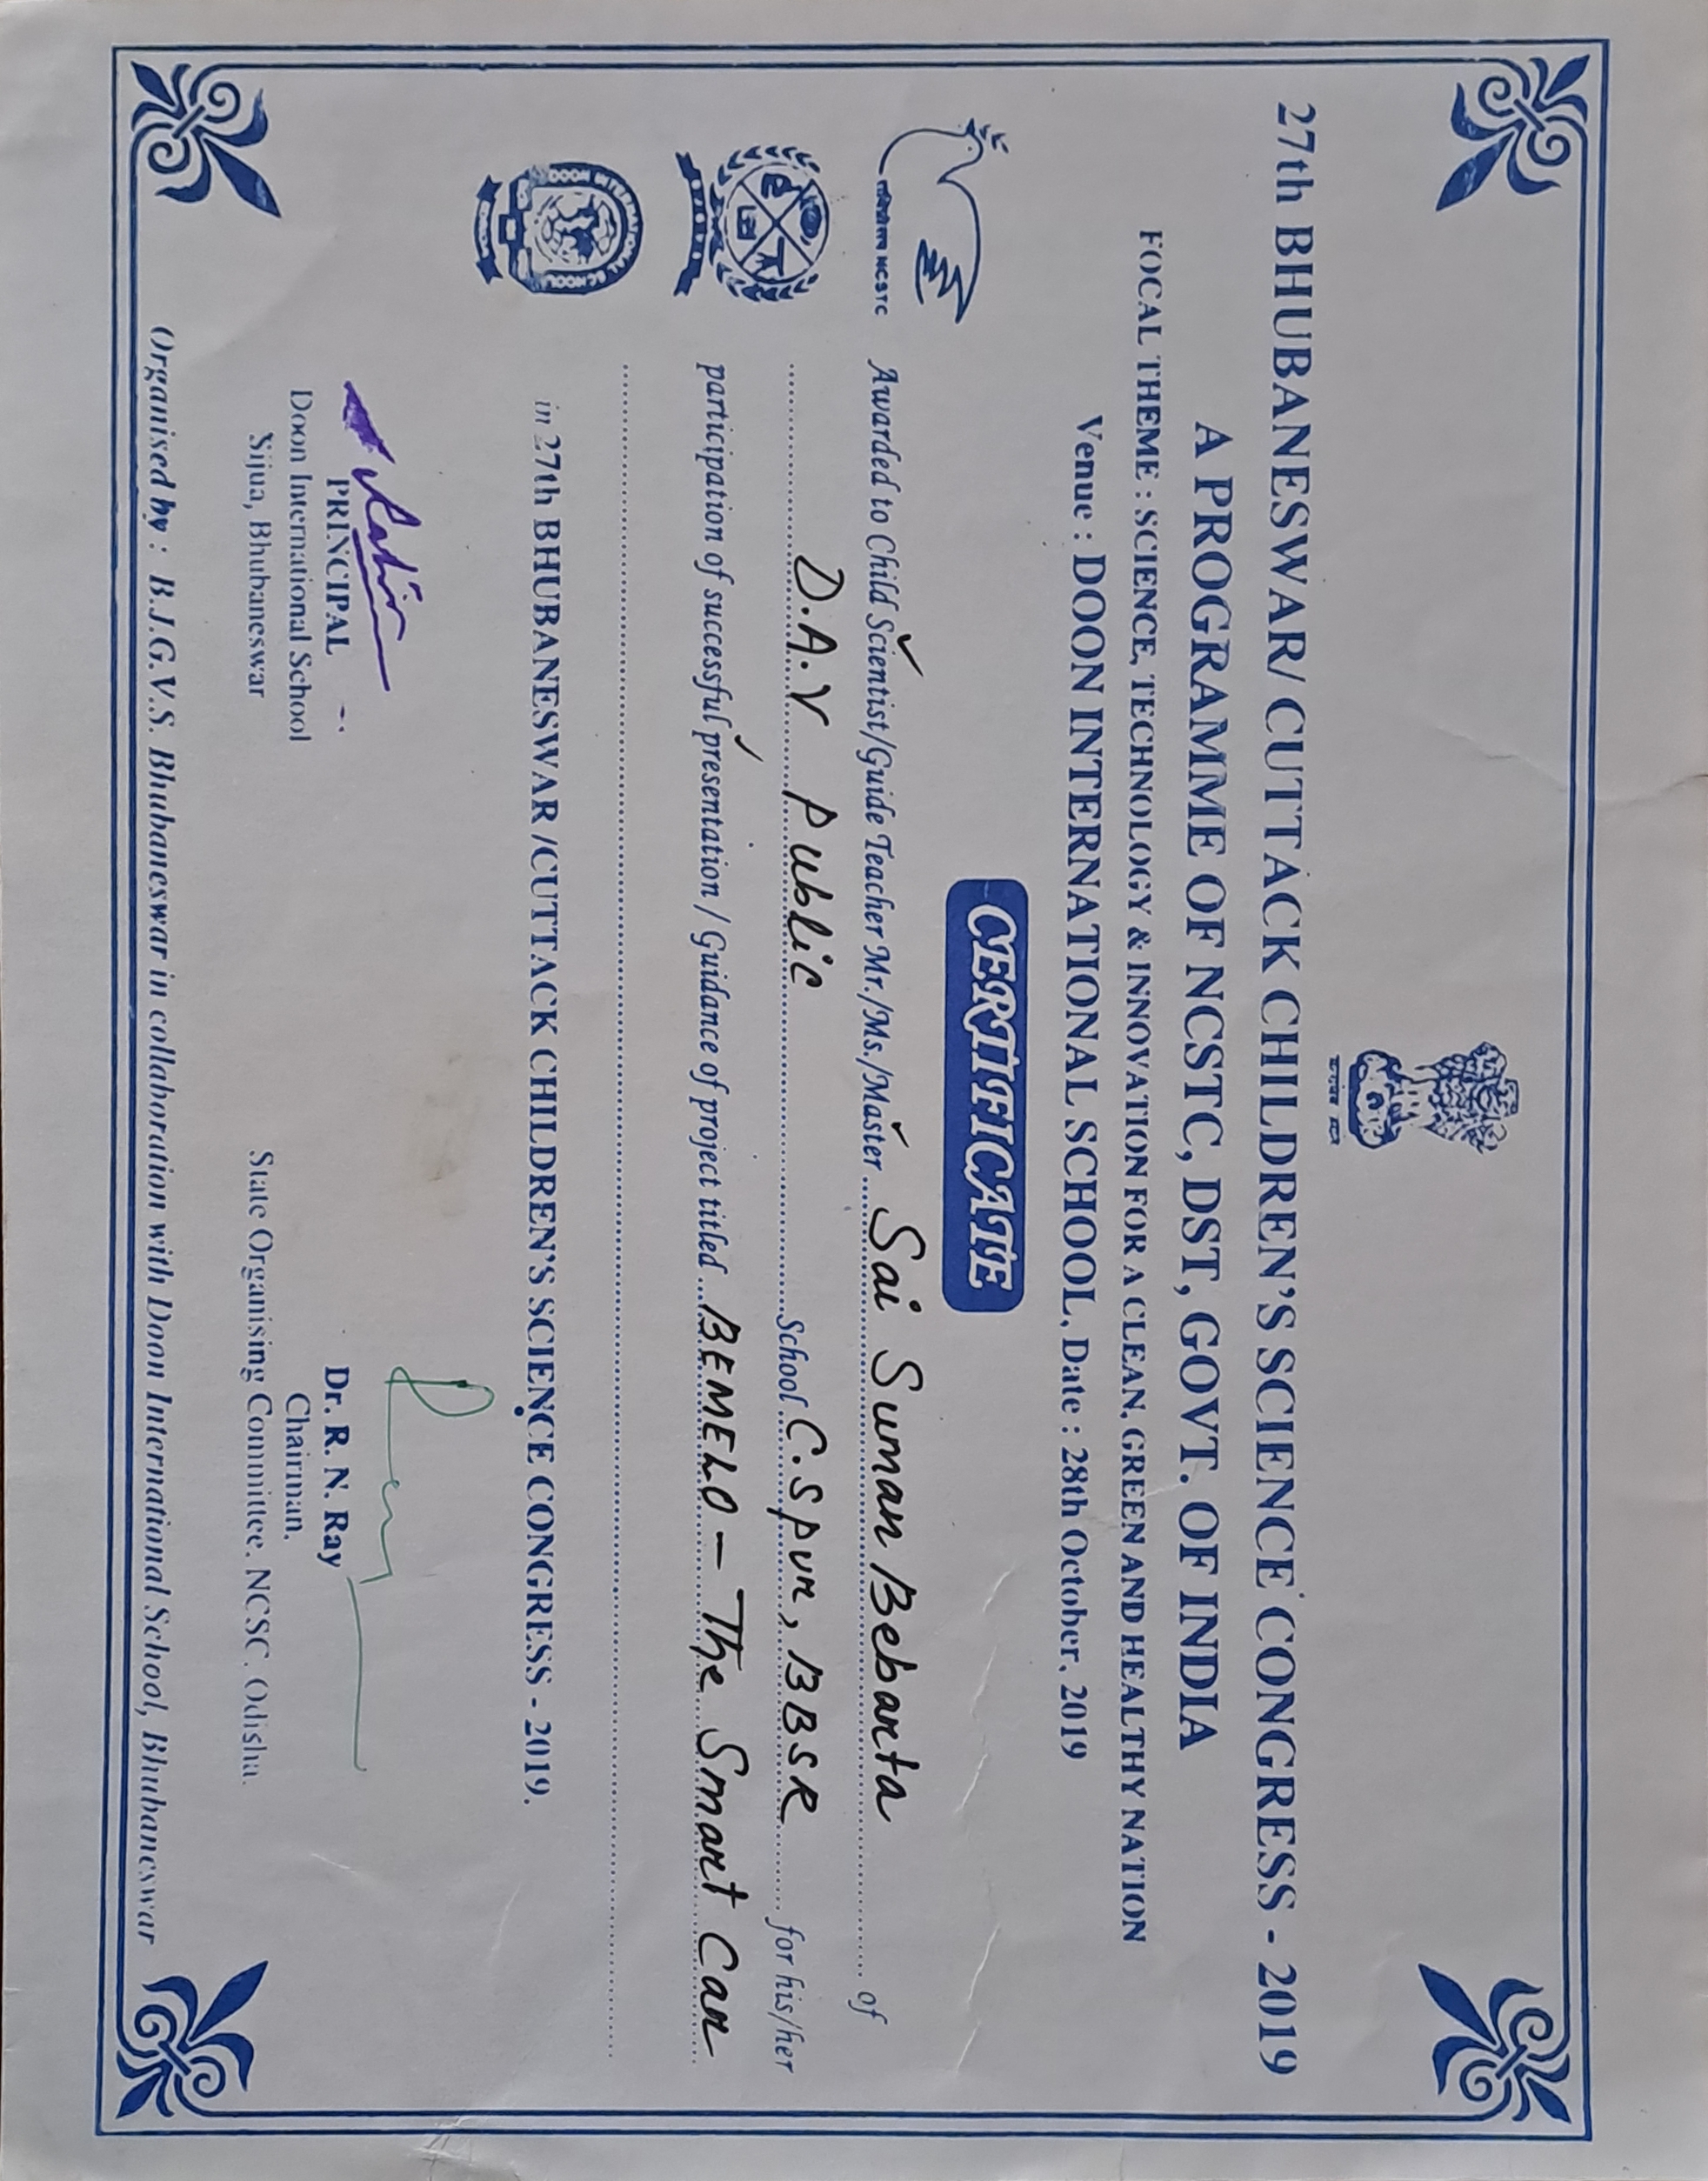 27th BHUBANESWAR/ CUTTACK CHILDREN'S SCIENCE CONGRESS - 2019
A PROGRAMME OF NCSTC, DST, GOVT. OF INDIA
FOCAL THEME : SCIENCE, TECHNOLOGY & INNOVATION FOR A CLEAN, GREEN AND HEALTHY NATION
Venue : DOON INTERNATIONAL SCHOOL, Date : 28th October, 2019
CERTIFICATE
NCSTC
Awarded to Child Scientist/Guide Teacher Mr./Ms./Master Sai Suman Bebarta of
D.A.V Public School C.Spur, BBSR for his/her
participation of successful presentation / Guidance of project titled BEMELO - The Smart Car
DOON INTERNATIONAL SCHOOL
in 27th BHUBANESWAR /CUTTACK CHILDREN'S SCIENCE CONGRESS - 2019.
PRINCIPAL
Doon International School
Sijua, Bhubaneswar
Ray
Dr. R. N. Ray
Chairman,
State Organising Committee, NCSC, Odisha.
Organised by : B.J.G.V.S. Bhubaneswar in collaboration with Doon International School, Bhubaneswar